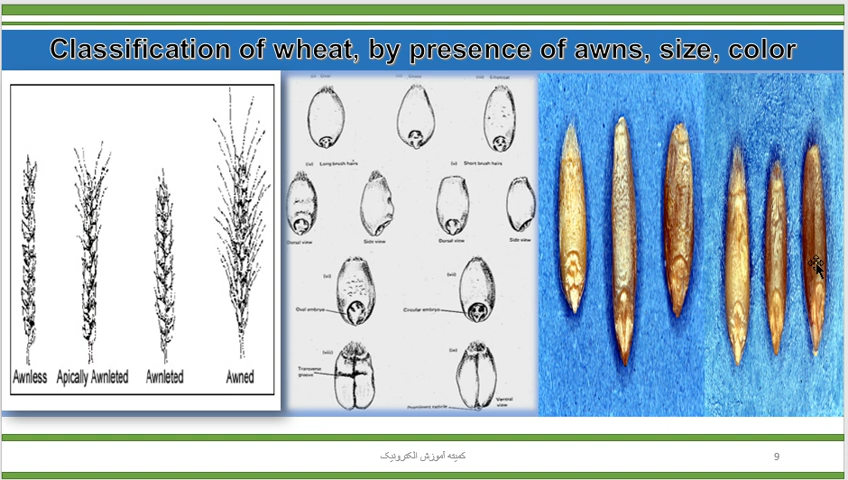 Classification of wheat, by presence of awns, size, color
Awnless Apically Awnleted Awnleted Awned
Long brush hairs
Short brush hairs
Dorsal view
Side view
Dorsal view
Side view
Oval embryo
Circular embryo
Transverse groove
Ventral view
کمیته آموزش الکترونیک
9